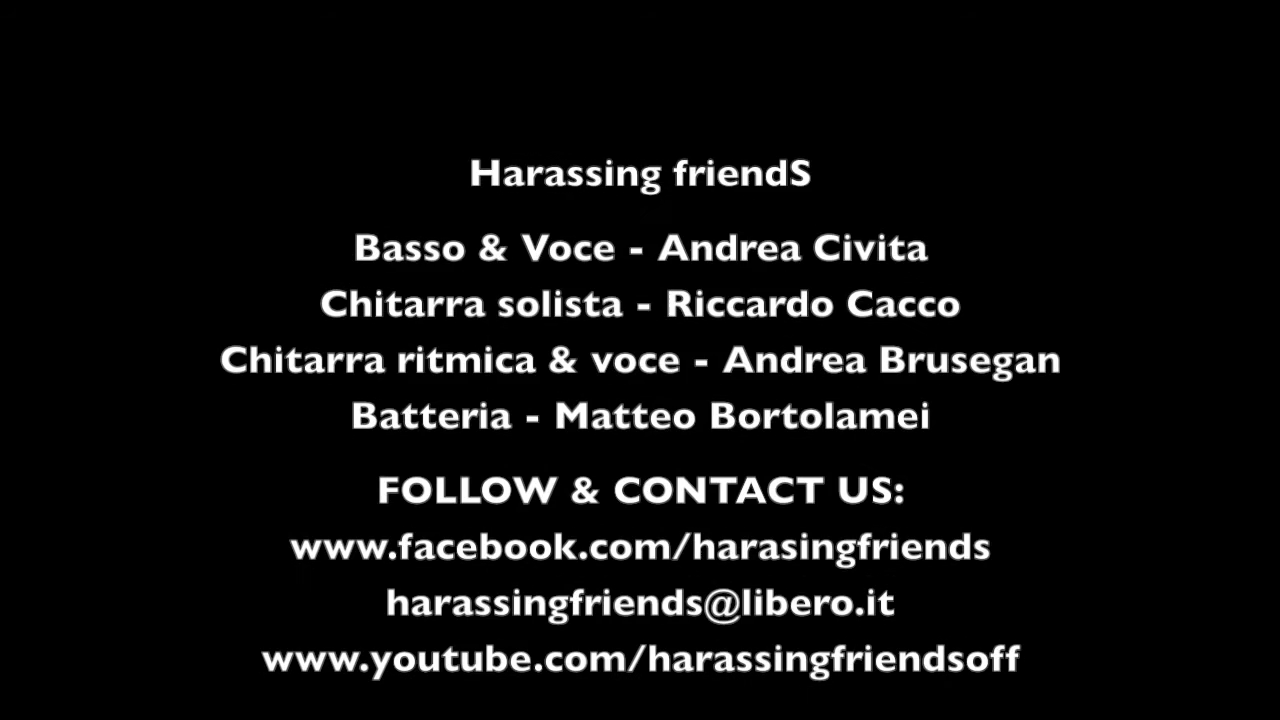 Harassing friendS
Basso & Voce - Andrea Civita
Chitarra solista - Riccardo Cacco
Chitarra ritmica & voce - Andrea Brusegan
Batteria - Matteo Bortolamei
FOLLOW & CONTACT US:
www.facebook.com/harasingfriends
harassingfriends@libero.it
www.youtube.com/harassingfriendsoff